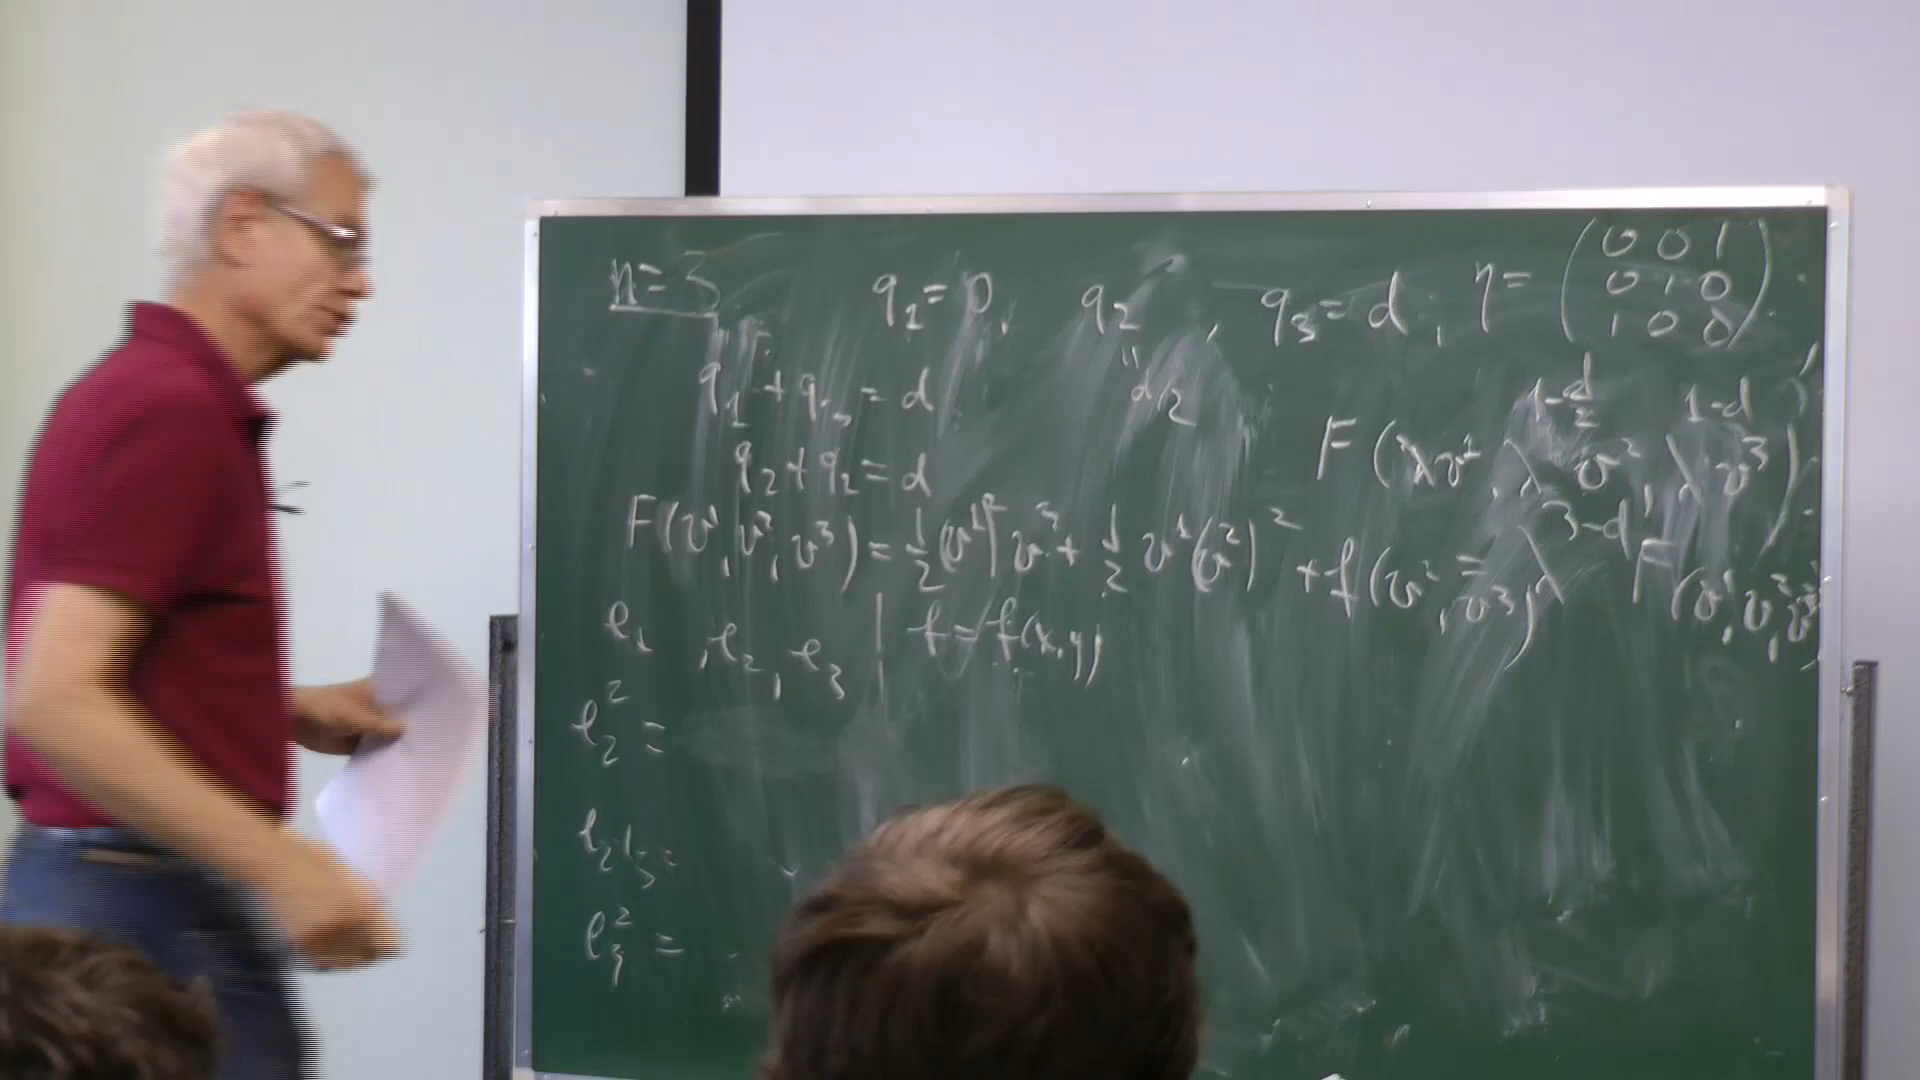 n=3 q₁=0, q₂, q₃=d, η= (0 0 1
0 1 0
1 0 0).
q₁+q₃=d " d/2
q₂+q₂=d F(λv¹, λ^{1-d/2} v², λ^{1-d} v³)
F(v¹,v²,v³)=½(v¹)²v³+½v¹(v²)²+f(v²,v³) = λ^{3-d} F(v¹,v²,v³)
e₁, e₂, e₃ | f=f(x,y)
e₂²=
e₂·e₃=
e₃²=